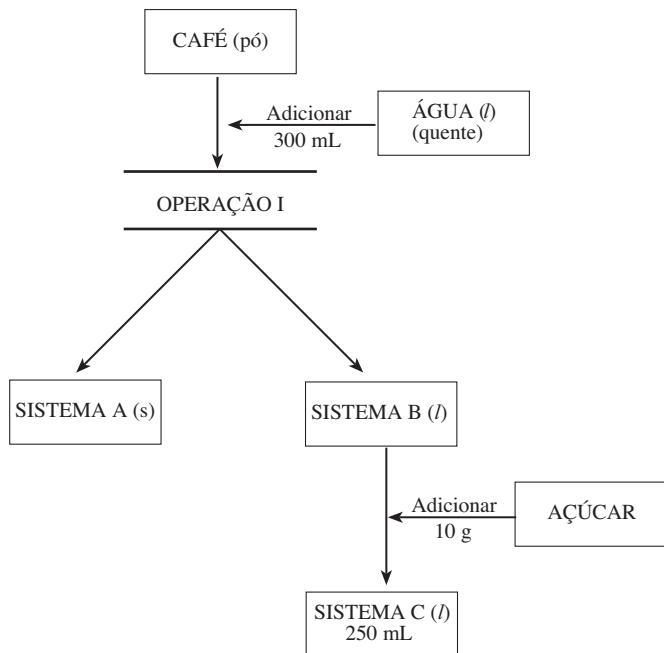 CAFÉ (pó)
Adicionar
300 mL
ÁGUA (l)
(quente)
OPERAÇÃO I
SISTEMA A (s)
SISTEMA B (l)
Adicionar
10 g
AÇÚCAR
SISTEMA C (l)
250 mL